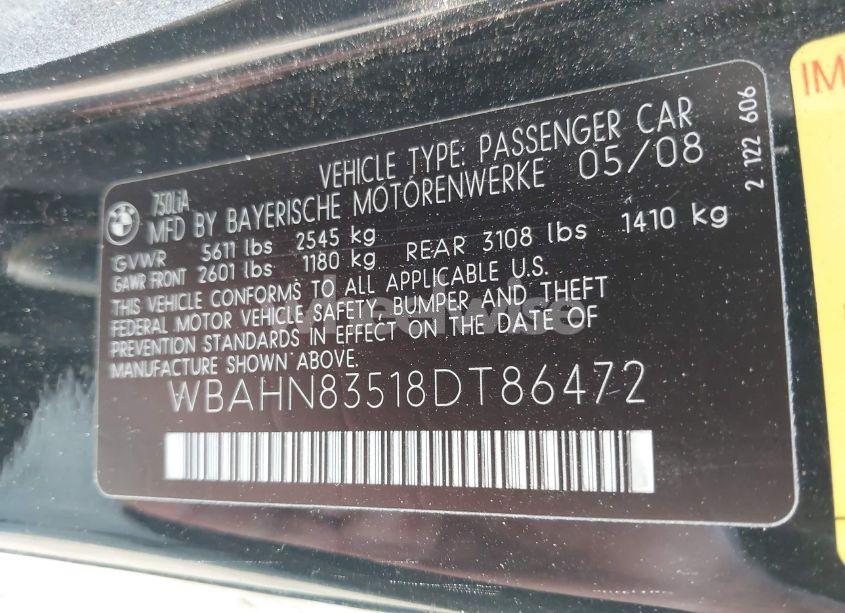 VEHICLE TYPE: PASSENGER CAR
750LiA
MFD BY BAYERISCHE MOTORENWERKE 05/08
GVWR 5611 lbs 2545 kg
GAWR FRONT 2601 lbs 1180 kg REAR 3108 lbs 1410 kg
THIS VEHICLE CONFORMS TO ALL APPLICABLE U.S.
FEDERAL MOTOR VEHICLE SAFETY, BUMPER AND THEFT
PREVENTION STANDARDS IN EFFECT ON THE DATE OF
MANUFACTURE SHOWN ABOVE.
WBAHN83518DT86472
2 122 606
BMW
IM